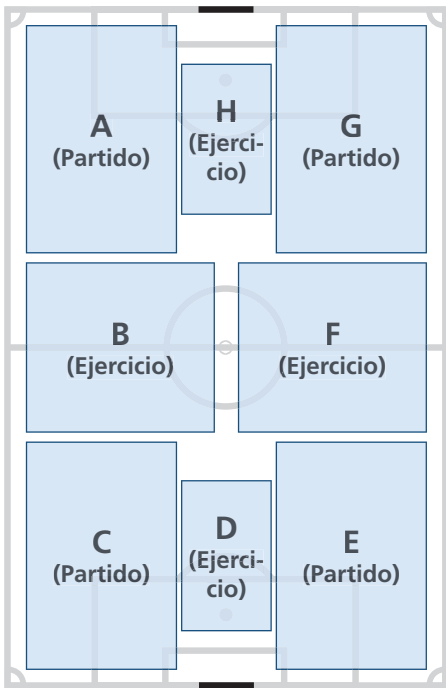 A
(Partido)
H
(Ejerci-
cio)
G
(Partido)
B
(Ejercicio)
F
(Ejercicio)
C
(Partido)
D
(Ejerci-
cio)
E
(Partido)